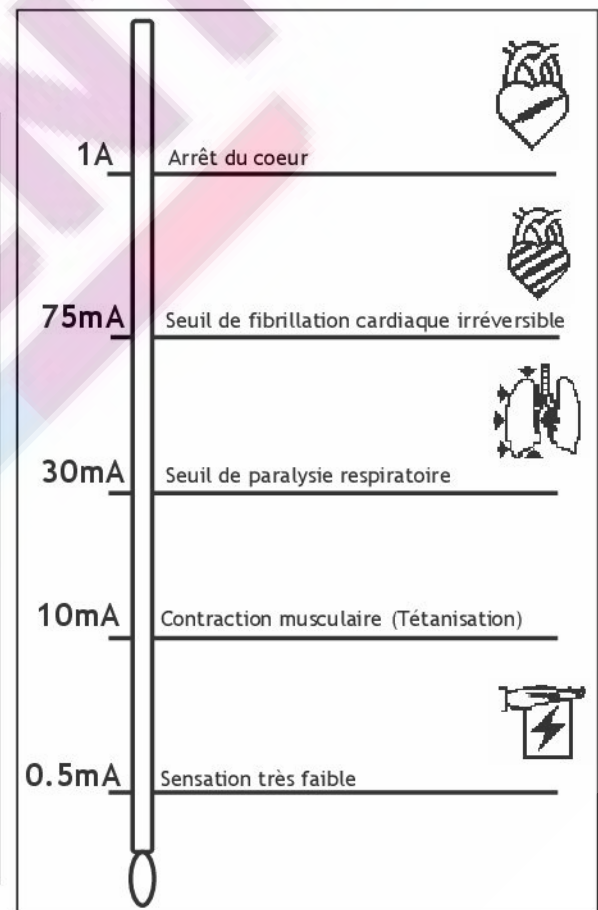 1A Arrêt du coeur
75mA Seuil de fibrillation cardiaque irréversible
30mA Seuil de paralysie respiratoire
10mA Contraction musculaire (Tétanisation)
0.5mA Sensation très faible